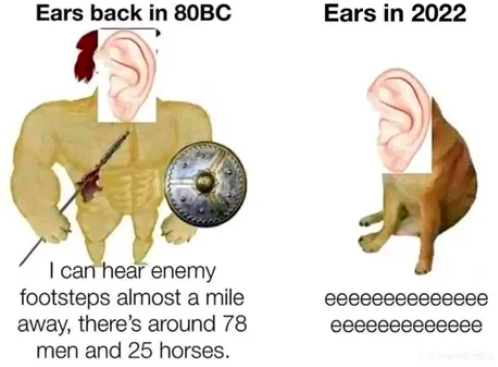 Ears back in 80BC
Ears in 2022
I can hear enemy
footsteps almost a mile
away, there's around 78
men and 25 horses.
eeeeeeeeeeeeee
eeeeeeeeeeeee